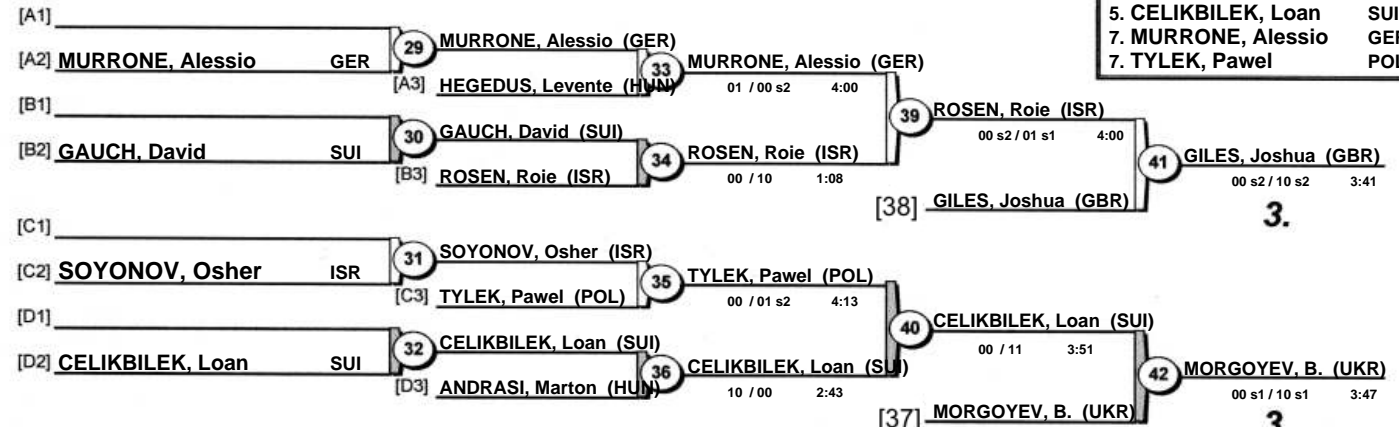 5. CELIKBILEK, Loan SUI
7. MURRONE, Alessio GER
7. TYLEK, Pawel POL
[A1]
[A2] MURRONE, Alessio GER
29
MURRONE, Alessio (GER)
[A3] HEGEDUS, Levente (HUN)
33
MURRONE, Alessio (GER)
01 / 00 s2 4:00
[B1]
[B2] GAUCH, David SUI
30
GAUCH, David (SUI)
[B3] ROSEN, Roie (ISR)
34
ROSEN, Roie (ISR)
00 / 10 1:08
39
ROSEN, Roie (ISR)
00 s2 / 01 s1 4:00
[38] GILES, Joshua (GBR)
41
GILES, Joshua (GBR)
00 s2 / 10 s2 3:41
3.
[C1]
[C2] SOYONOV, Osher ISR
31
SOYONOV, Osher (ISR)
[C3] TYLEK, Pawel (POL)
35
TYLEK, Pawel (POL)
00 / 01 s2 4:13
[D1]
[D2] CELIKBILEK, Loan SUI
32
CELIKBILEK, Loan (SUI)
[D3] ANDRASI, Marton (HUN)
36
CELIKBILEK, Loan (SUI)
10 / 00 2:43
40
CELIKBILEK, Loan (SUI)
00 / 11 3:51
[37] MORGOYEV, B. (UKR)
42
MORGOYEV, B. (UKR)
00 s1 / 10 s1 3:47
3